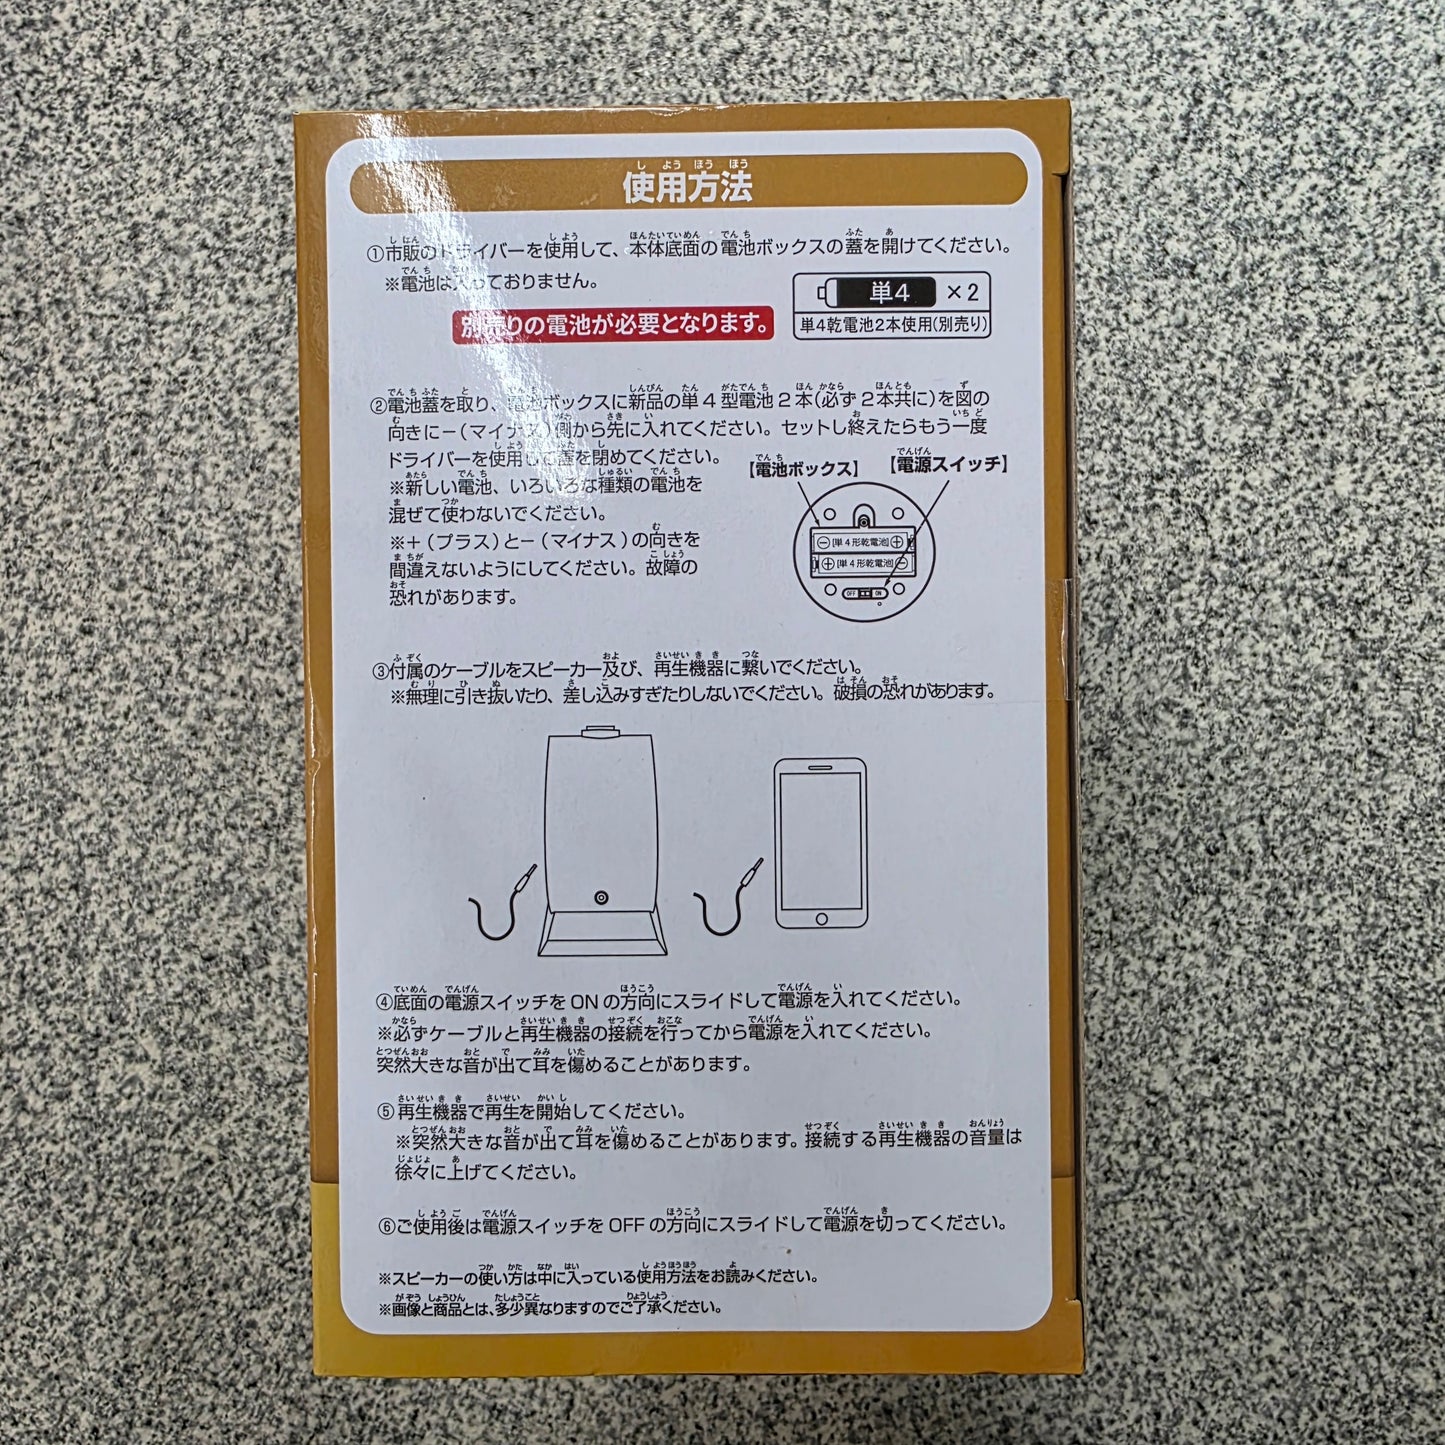 使用方法
①市販のドライバーを使用して、本体底面の電池ボックスの蓋を開けてください。
※電池は入っておりません。
単4 ×2
別売りの電池が必要となります。
単4乾電池2本使用(別売り)
②電池蓋を取り、電池ボックスに新品の単4型電池2本(必ず2本共に)を図の
向きに−(マイナス)側から先に入れてください。セットし終えたらもう一度
ドライバーを使用して蓋を閉めてください。
※新しい電池、いろいろな種類の電池を
混ぜて使わないでください。
※＋(プラス)と−(マイナス)の向きを
間違えないようにしてください。故障の
恐れがあります。
【電池ボックス】 【電源スイッチ】
− [単4形乾電池] +
+ [単4形乾電池] −
OFF ON
③付属のケーブルをスピーカー及び、再生機器に繋いでください。
※無理に引き抜いたり、差し込みすぎたりしないでください。破損の恐れがあります。
④底面の電源スイッチをONの方向にスライドして電源を入れてください。
※必ずケーブルと再生機器の接続を行ってから電源を入れてください。
突然大きな音が出て耳を傷めることがあります。
⑤再生機器で再生を開始してください。
※突然大きな音が出て耳を傷めることがあります。接続する再生機器の音量は
徐々に上げてください。
⑥ご使用後は電源スイッチをOFFの方向にスライドして電源を切ってください。
※スピーカーの使い方は中に入っている使用方法をお読みください。
※画像と商品とは、多少異なりますのでご了承ください。